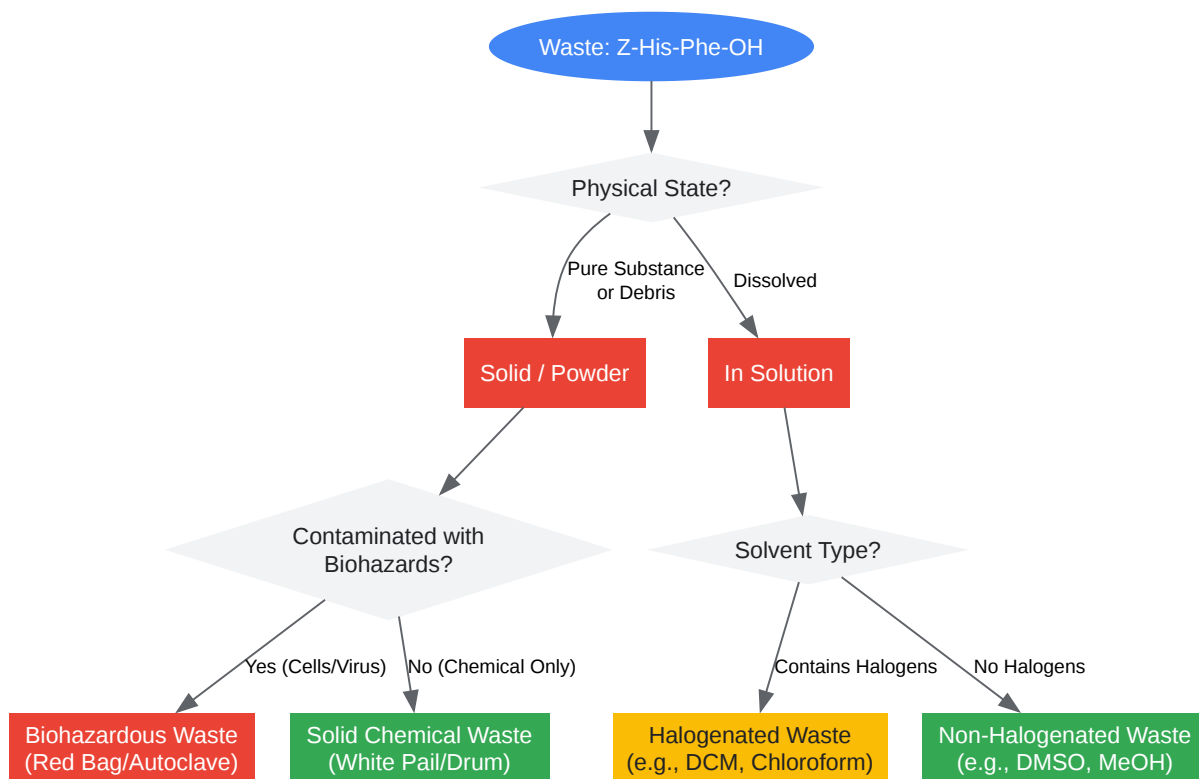 Waste: Z-His-Phe-OH
Physical State?
Pure Substance
or Debris
Dissolved
Solid / Powder
In Solution
Contaminated with
Biohazards?
Solvent Type?
Yes (Cells/Virus)
No (Chemical Only)
Contains Halogens
No Halogens
Biohazardous Waste
(Red Bag/Autoclave)
Solid Chemical Waste
(White Pail/Drum)
Halogenated Waste
(e.g., DCM, Chloroform)
Non-Halogenated Waste
(e.g., DMSO, MeOH)